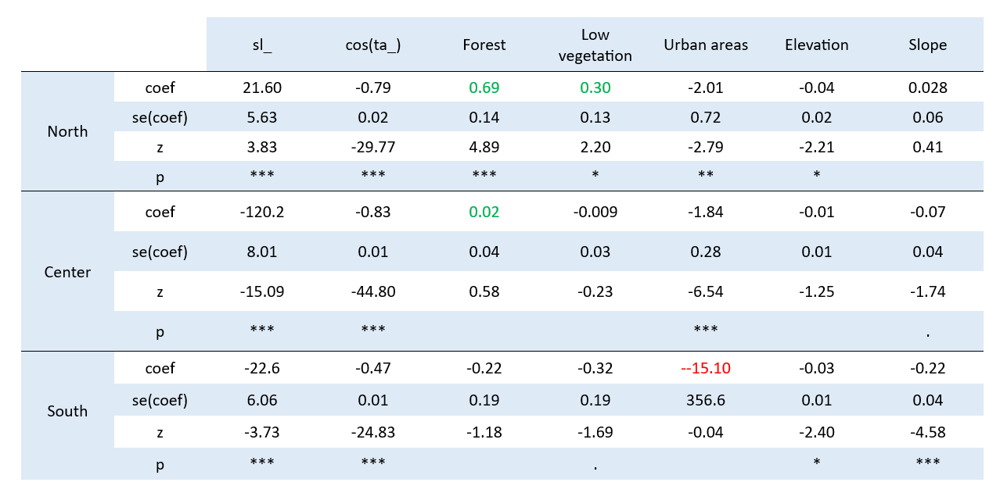 sl_ cos(ta_) Forest Low vegetation Urban areas Elevation Slope
North
coef 21.60 -0.79 0.69 0.30 -2.01 -0.04 0.028
se(coef) 5.63 0.02 0.14 0.13 0.72 0.02 0.06
z 3.83 -29.77 4.89 2.20 -2.79 -2.21 0.41
p *** *** *** * ** *
Center
coef -120.2 -0.83 0.02 -0.009 -1.84 -0.01 -0.07
se(coef) 8.01 0.01 0.04 0.03 0.28 0.01 0.04
z -15.09 -44.80 0.58 -0.23 -6.54 -1.25 -1.74
p *** *** *** .
South
coef -22.6 -0.47 -0.22 -0.32 --15.10 -0.03 -0.22
se(coef) 6.06 0.01 0.19 0.19 356.6 0.01 0.04
z -3.73 -24.83 -1.18 -1.69 -0.04 -2.40 -4.58
p *** *** . * ***